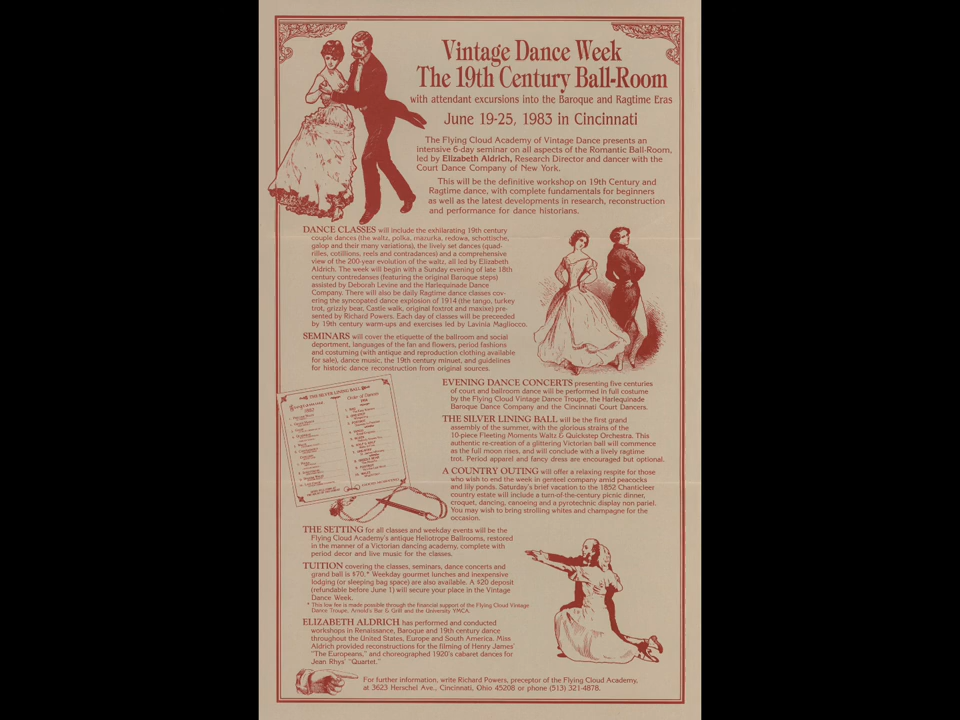 Vintage Dance Week
The 19th Century Ball-Room
with attendant excursions into the Baroque and Ragtime Eras
June 19-25, 1983 in Cincinnati
The Flying Cloud Academy of Vintage Dance presents an
intensive 6-day seminar on all aspects of the Romantic Ball-Room,
led by Elizabeth Aldrich, Research Director and dancer with the
Court Dance Company of New York.
This will be the definitive workshop on 19th Century and
Ragtime dance, with complete fundamentals for beginners
as well as the latest developments in research, reconstruction
and performance for dance historians.
DANCE CLASSES will include the exhilarating 19th century
couple dances (the waltz, polka, mazurka, redowa, schottische,
galop and their many variations), the lively set dances (quad-
rilles, cotillions, reels and contradances) and a comprehensive
view of the 200-year evolution of the waltz, all led by Elizabeth
Aldrich. The week will begin with a Sunday evening of late 18th
century contredanses (featuring the original Baroque steps)
assisted by Deborah Levine and the Harlequinade Dance
Company. There will also be daily Ragtime dance classes cov-
ering the syncopated dance explosion of 1914 (the tango, turkey
trot, grizzly bear, Castle walk, original foxtrot and maxixe) pre-
sented by Richard Powers. Each day of classes will be preceeded
by 19th century warm-ups and exercises led by Lavinia Magliocco.
SEMINARS will cover the etiquette of the ballroom and social
deportment, languages of the fan and flowers, period fashions
and costuming (with antique and reproduction clothing available
for sale), dance music, the 19th century minuet, and guidelines
for historic dance reconstruction from original sources.
THE SILVER LINING BALL
Order of Dances
EVENING DANCE CONCERTS presenting five centuries
of court and ballroom dance will be performed in full costume
by the Flying Cloud Vintage Dance Troupe, the Harlequinade
Baroque Dance Company and the Cincinnati Court Dancers.
THE SILVER LINING BALL will be the first grand
assembly of the summer, with the glorious strains of the
10-piece Fleeting Moments Waltz & Quickstep Orchestra. This
authentic re-creation of a glittering Victorian ball will commence
as the full moon rises, and will conclude with a lively ragtime
trot. Period apparel and fancy dress are encouraged but optional.
A COUNTRY OUTING will offer a relaxing respite for those
who wish to end the week in genteel company amid peacocks
and lily ponds. Saturday's brief vacation to the 1852 Chanticleer
country estate will include a turn-of-the-century picnic dinner,
croquet, dancing, canoeing and a pyrotechnic display non pariel.
You may wish to bring strolling whites and champagne for the
occasion.
THE SETTING for all classes and weekday events will be the
Flying Cloud Academy's antique Heliotrope Ballrooms, restored
in the manner of a Victorian dancing academy, complete with
period decor and live music for the classes.
TUITION covering the classes, seminars, dance concerts and
grand ball is $70.* Weekday gourmet lunches and inexpensive
lodging (or sleeping bag space) are also available. A $20 deposit
(refundable before June 1) will secure your place in the Vintage
Dance Week.
* This low fee is made possible through the financial support of the Flying Cloud Vintage
Dance Troupe, Arnold's Bar & Grill and the University YMCA.
ELIZABETH ALDRICH has performed and conducted
workshops in Renaissance, Baroque and 19th century dance
throughout the United States, Europe and South America. Miss
Aldrich provided reconstructions for the filming of Henry James'
"The Europeans," and choreographed 1920's cabaret dances for
Jean Rhys' "Quartet."
For further information, write Richard Powers, preceptor of the Flying Cloud Academy,
at 3623 Herschel Ave., Cincinnati, Ohio 45208 or phone (513) 321-4878.